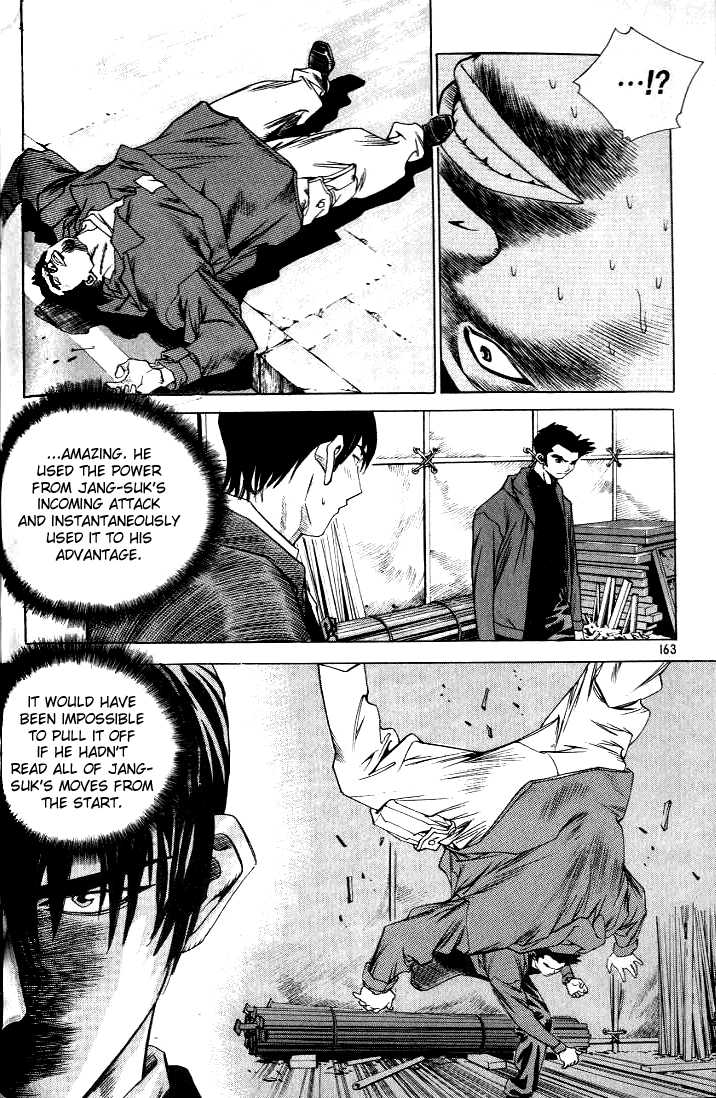 ...!?
...AMAZING. HE
USED THE POWER
FROM JANG-SUK'S
INCOMING ATTACK
AND INSTANTANEOUSLY
USED IT TO HIS
ADVANTAGE.
163
IT WOULD HAVE
BEEN IMPOSSIBLE
TO PULL IT OFF
IF HE HADN'T
READ ALL OF JANG-
SUK'S MOVES FROM
THE START.